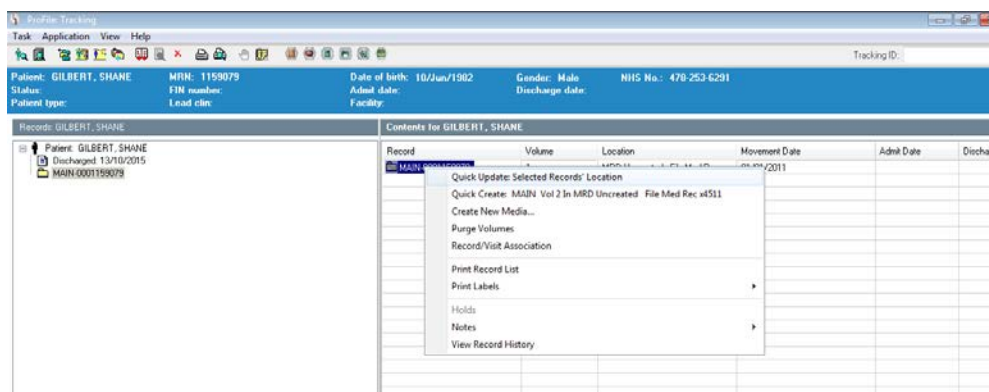 ProFile: Tracking
Task Application View Help
Tracking ID:
Patient: GILBERT, SHANE MRN: 1159079 Date of birth: 10/Jun/1982 Gender: Male NHS No.: 478-253-6291
Status: FIN number: Admit date: Discharge date:
Patient type: Lead clin: Facility:
Records: GILBERT, SHANE Contents for GILBERT, SHANE
Patient: GILBERT, SHANE
Discharged: 13/10/2015
MAIN-0001159079
Record Volume Location Movement Date Admit Date Discha
Quick Update: Selected Records' Location
Quick Create: MAIN Vol 2 In MRD Uncreated File Med Rec x4511
Create New Media...
Purge Volumes
Record/Visit Association
Print Record List
Print Labels
Holds
Notes
View Record History